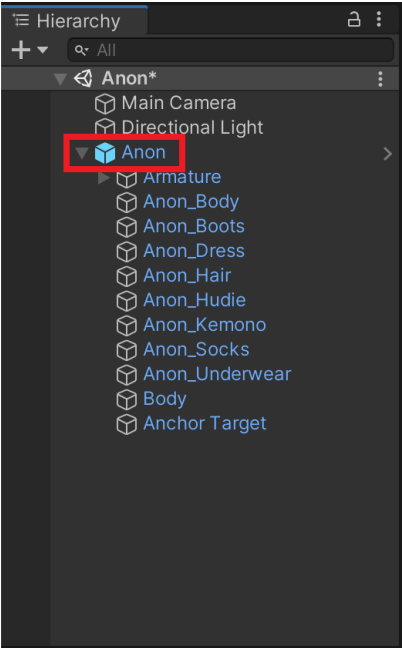 Hierarchy
All
Anon*
Main Camera
Directional Light
Anon
Armature
Anon_Body
Anon_Boots
Anon_Dress
Anon_Hair
Anon_Hudie
Anon_Kemono
Anon_Socks
Anon_Underwear
Body
Anchor Target